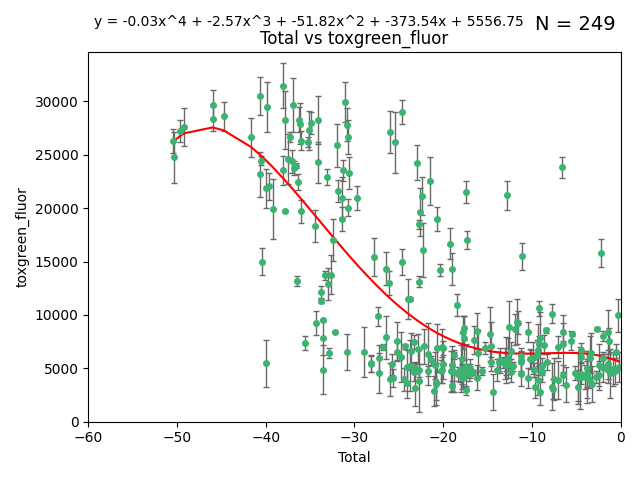 y = -0.03x^4 + -2.57x^3 + -51.82x^2 + -373.54x + 5556.75 N = 249
Total vs toxgreen_fluor
30000
25000
20000
15000
10000
5000
0
toxgreen_fluor
−60 −50 −40 −30 −20 −10 0
Total